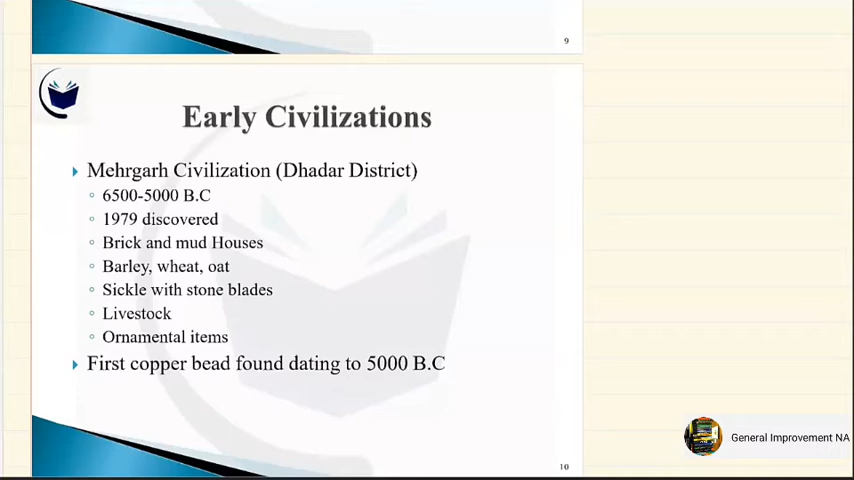 9
Early Civilizations
Mehrgarh Civilization (Dhadar District)
6500-5000 B.C
1979 discovered
Brick and mud Houses
Barley, wheat, oat
Sickle with stone blades
Livestock
Ornamental items
First copper bead found dating to 5000 B.C
General Improvement NA
10